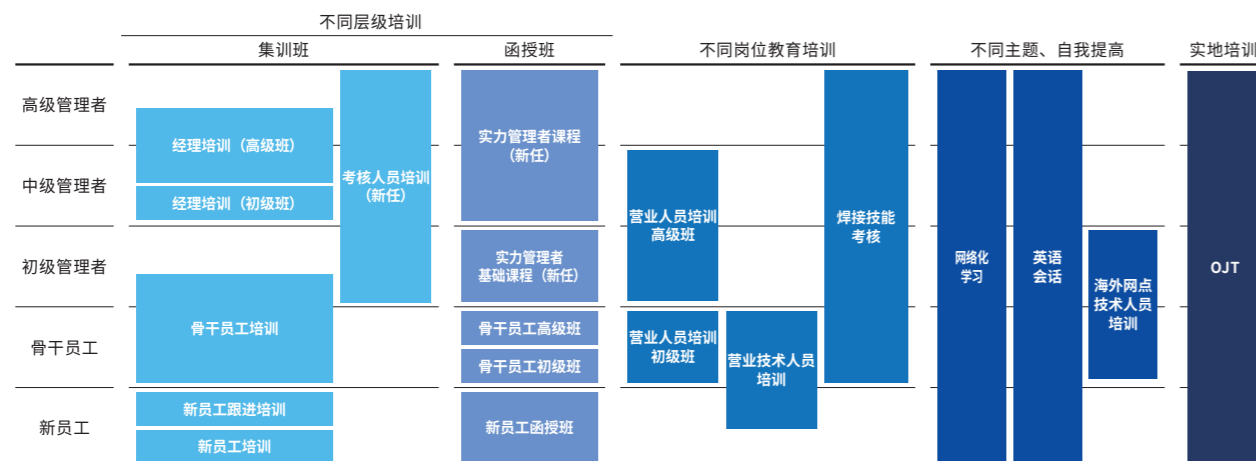 不同层级培训
集训班
函授班
不同岗位教育培训
不同主题、自我提高
实地培训
高级管理者
中级管理者
初级管理者
骨干员工
新员工
经理培训（高级班）
经理培训（初级班）
考核人员培训
（新任）
骨干员工培训
新员工跟进培训
新员工培训
实力管理者课程
（新任）
实力管理者
基础课程（新任）
骨干员工高级班
骨干员工初级班
新员工函授班
营业人员培训
高级班
营业人员培训
初级班
营业技术人员
培训
焊接技能
考核
网络化
学习
英语
会话
海外网点
技术人员
培训
OJT